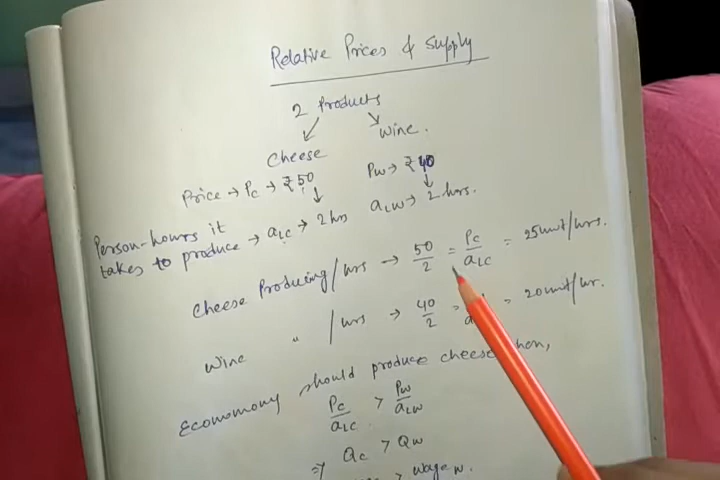 Relative Prices & Supply
2 Products
Cheese Wine.
Price → Pc → ₹50 Pw → ₹40
Person-hours it
takes to produce → aLC → 2 hrs aLW → 2 hrs.
Cheese Producing/hrs → 50/2 = Pc/aLC = 25unit/hrs.
Wine " /hrs → 40/2 = = 20unit/hr.
Econoomy should produce cheese
Pc/aLC > Pw/aLW
⇒ Qc > Qw
> wage w.